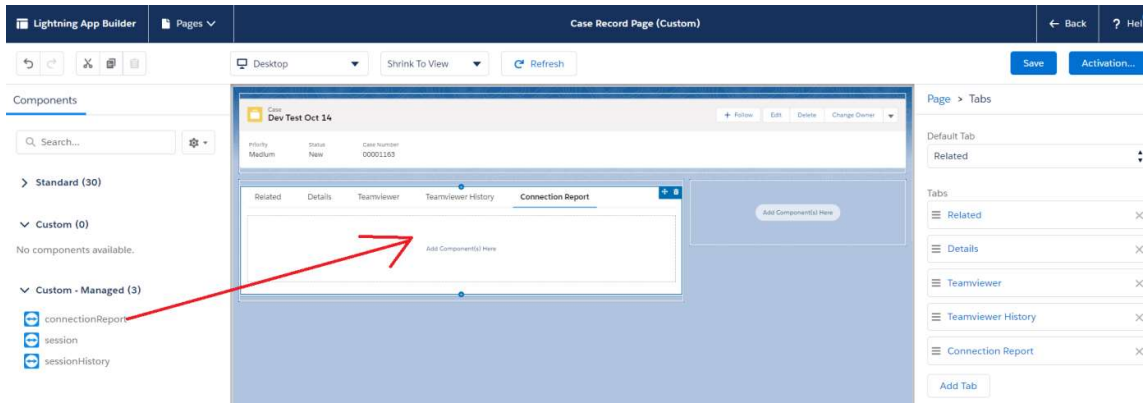 Lightning App Builder
Pages
Case Record Page (Custom)
Back
? Hel
Desktop
Shrink To View
Refresh
Save
Activation...
Components
Search...
Standard (30)
Custom (0)
No components available.
Custom - Managed (3)
connectionReport
session
sessionHistory
Case
Dev Test Oct 14
+ Follow
Edit
Delete
Change Owner
Priority
Status
Case Number
Medium
New
00001163
Related
Details
Teamviewer
Teamviewer History
Connection Report
Add Component(s) Here
Add Component(s) Here
Page > Tabs
Default Tab
Related
Tabs
Related
Details
Teamviewer
Teamviewer History
Connection Report
Add Tab